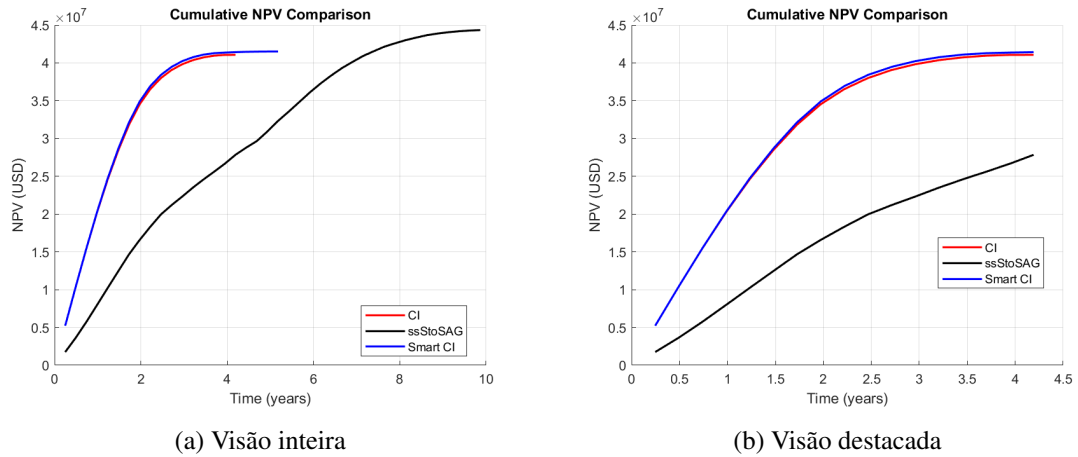 Cumulative NPV Comparison
×10⁷
4.5
4
3.5
3
2.5
2
1.5
1
0.5
0
NPV (USD)
0 2 4 6 8 10
Time (years)
CI
ssStoSAG
Smart CI
(a) Visão inteira
Cumulative NPV Comparison
×10⁷
4.5
4
3.5
3
2.5
2
1.5
1
0.5
0
NPV (USD)
0 0.5 1 1.5 2 2.5 3 3.5 4 4.5
Time (years)
CI
ssStoSAG
Smart CI
(b) Visão destacada